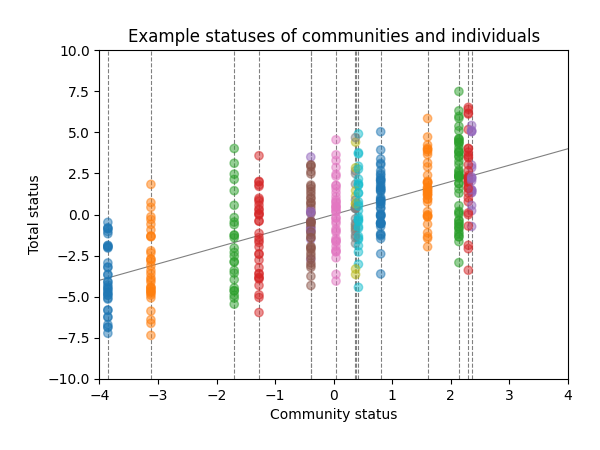 Example statuses of communities and individuals
10.0
7.5
5.0
2.5
0.0
−2.5
−5.0
−7.5
−10.0
Total status
−4 −3 −2 −1 0 1 2 3 4
Community status